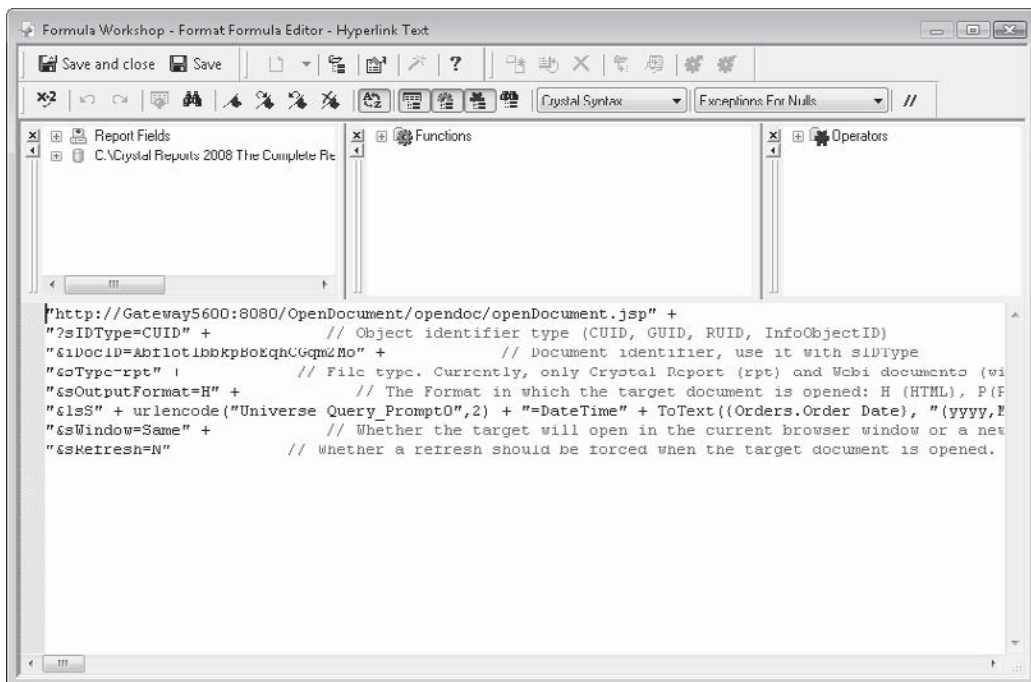 Formula Workshop - Format Formula Editor - Hyperlink Text
Save and close Save
Crystal Syntax Exceptions For Nulls //
Report Fields
C:\Crystal Reports 2008 The Complete Re
Functions
Operators
"http://Gateway5600:8080/OpenDocument/opendoc/openDocument.jsp" +
"?sIDType=CUID" + // Object identifier type (CUID, GUID, RUID, InfoObjectID)
+ // Document identifier, use it with sIDType
"&sType=rpt" + // File type. Currently, only Crystal Report (rpt) and Webi documents (wi
"&sOutputFormat=H" + // The Format in which the target document is opened: H (HTML), P(P
"&lsS" + urlencode("Universe Query_Prompt0",2) + "=DateTime" + ToText({Orders.Order Date}, "(yyyy,M
"&sWindow=Same" + // Whether the target will open in the current browser window or a new
"&sRefresh=N" // Whether a refresh should be forced when the target document is opened.